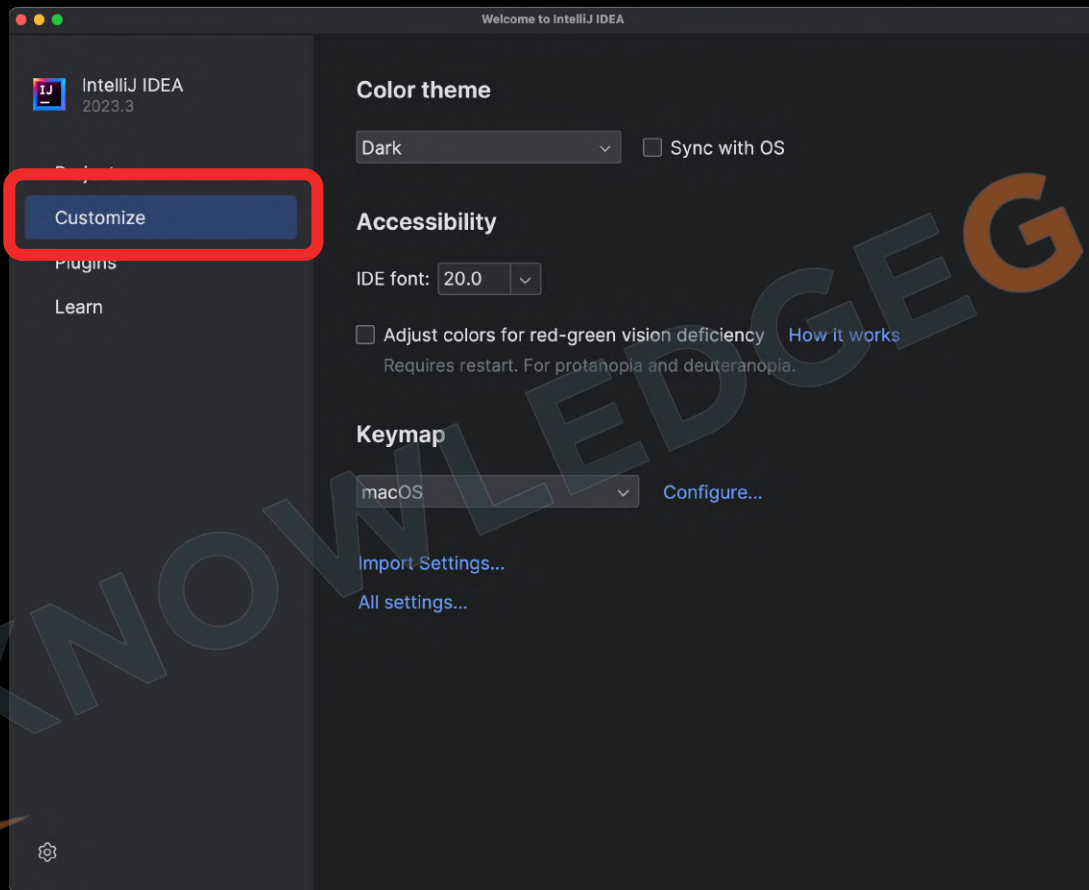 Welcome to IntelliJ IDEA
IJ
IntelliJ IDEA
2023.3
Projects
Customize
Plugins
Learn
Color theme
Dark
Sync with OS
Accessibility
IDE font: 20.0
Adjust colors for red-green vision deficiency How it works
Requires restart. For protanopia and deuteranopia.
Keymap
macOS Configure...
Import Settings...
All settings...
KNOWLEDGEG